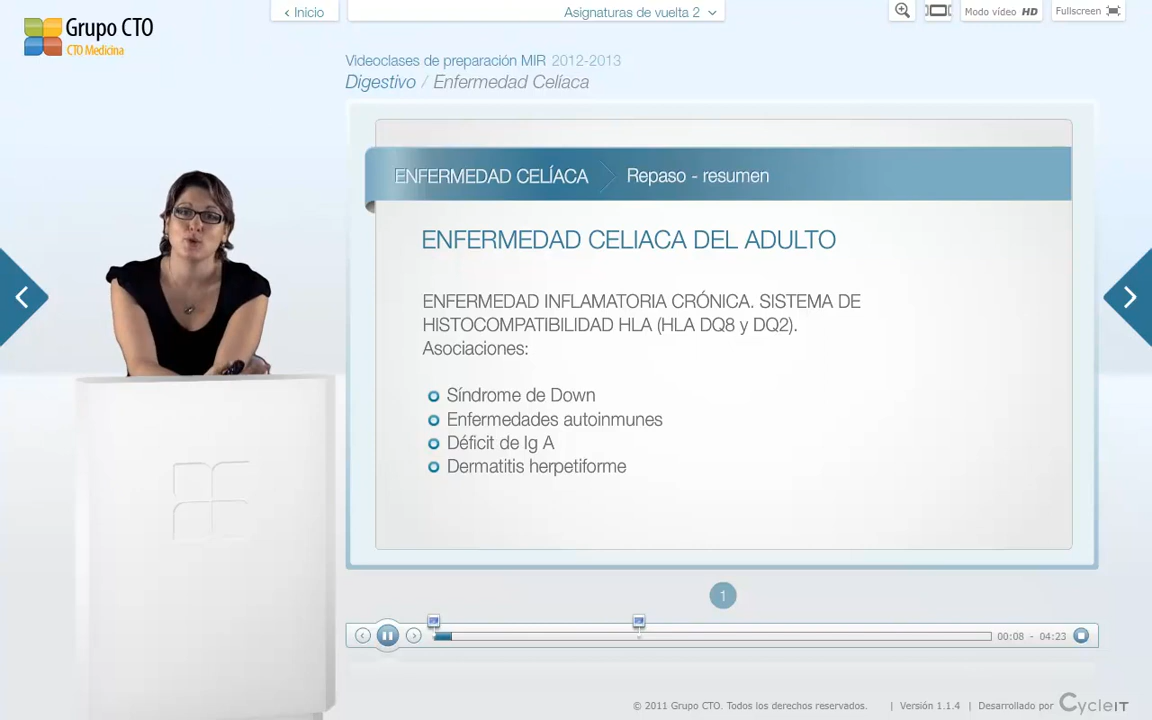 Grupo CTO
CTO Medicina
‹ Inicio
Asignaturas de vuelta 2
Modo vídeo HD
Fullscreen
Videoclases de preparación MIR 2012-2013
Digestivo / Enfermedad Celíaca
ENFERMEDAD CELÍACA
Repaso - resumen
ENFERMEDAD CELIACA DEL ADULTO
ENFERMEDAD INFLAMATORIA CRÓNICA. SISTEMA DE
HISTOCOMPATIBILIDAD HLA (HLA DQ8 y DQ2).
Asociaciones:
Síndrome de Down
Enfermedades autoinmunes
Déficit de Ig A
Dermatitis herpetiforme
1
00:08 - 04:23
© 2011 Grupo CTO. Todos los derechos reservados. | Versión 1.1.4 | Desarrollado por CycleIT